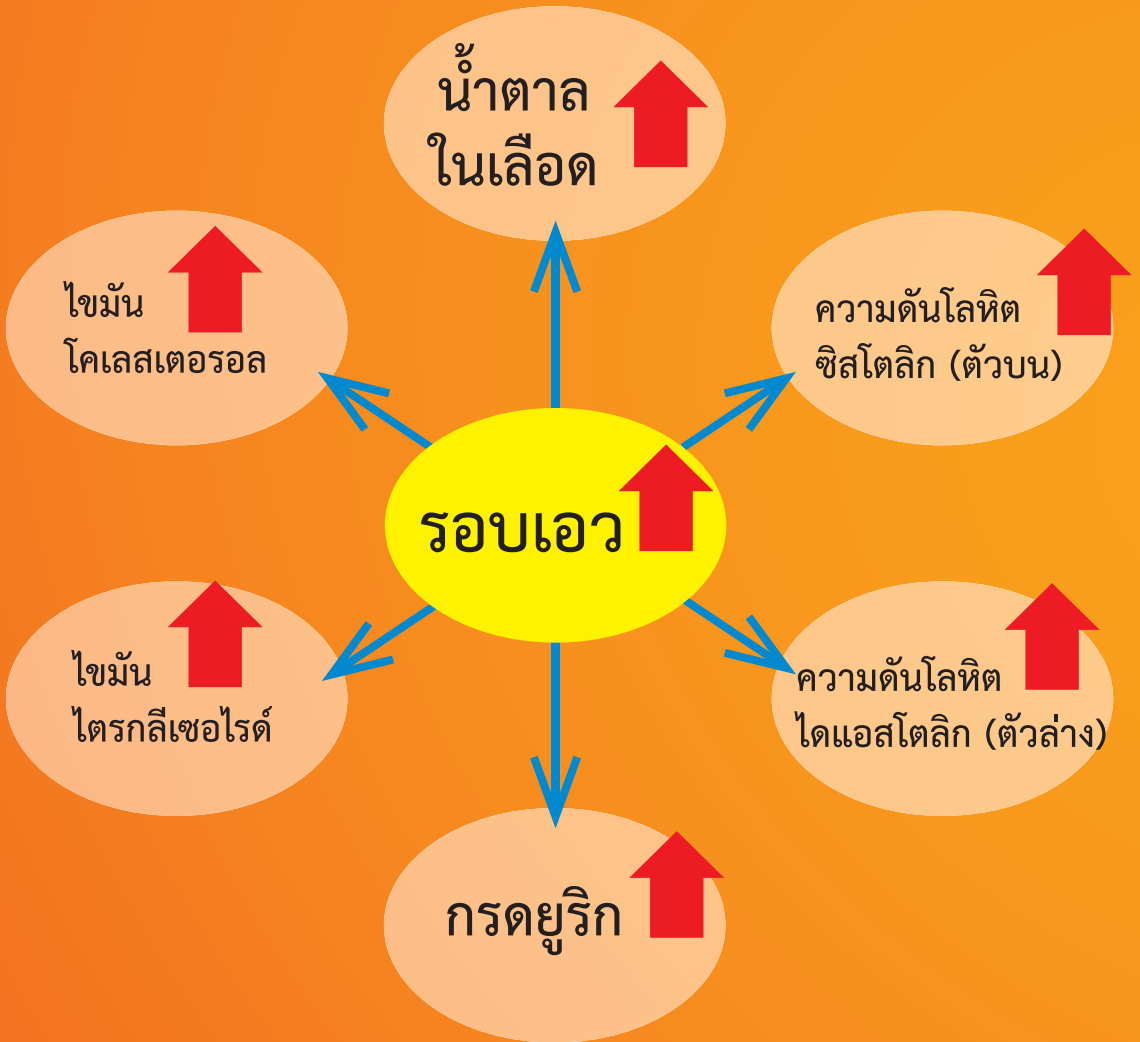 น้ำตาล
ในเลือด
ไขมัน
โคเลสเตอรอล
ความดันโลหิต
ซิสโตลิก (ตัวบน)
รอบเอว
ไขมัน
ไตรกลีเซอไรด์
ความดันโลหิต
ไดแอสโตลิก (ตัวล่าง)
กรดยูริก